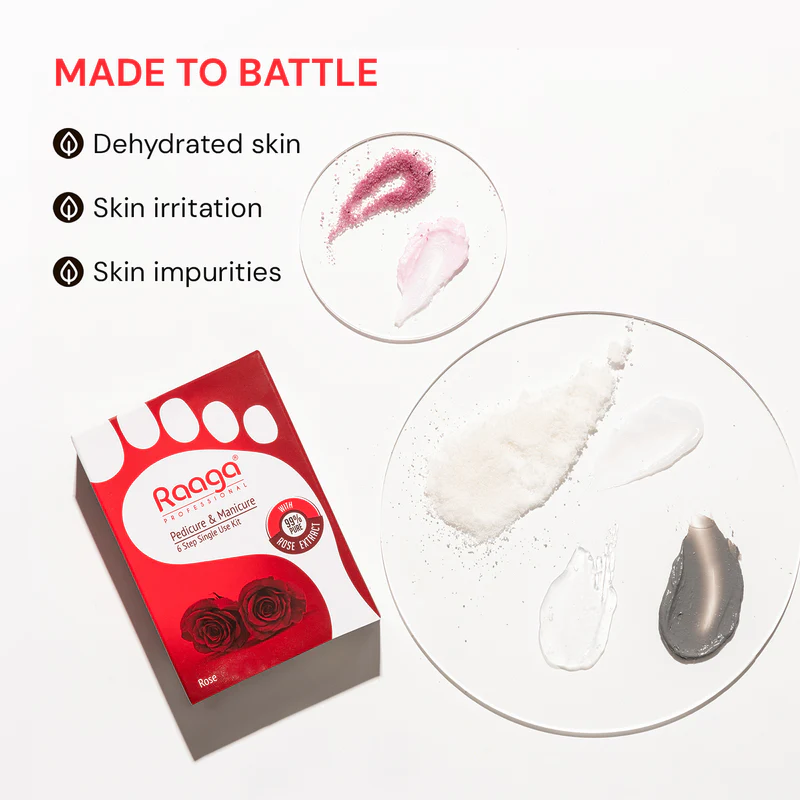 MADE TO BATTLE
Dehydrated skin
Skin irritation
Skin impurities
Raaga
PROFESSIONAL
Pedicure & Manicure
6 Step Single Use Kit
WITH
99%
PURE
ROSE EXTRACT
Rose